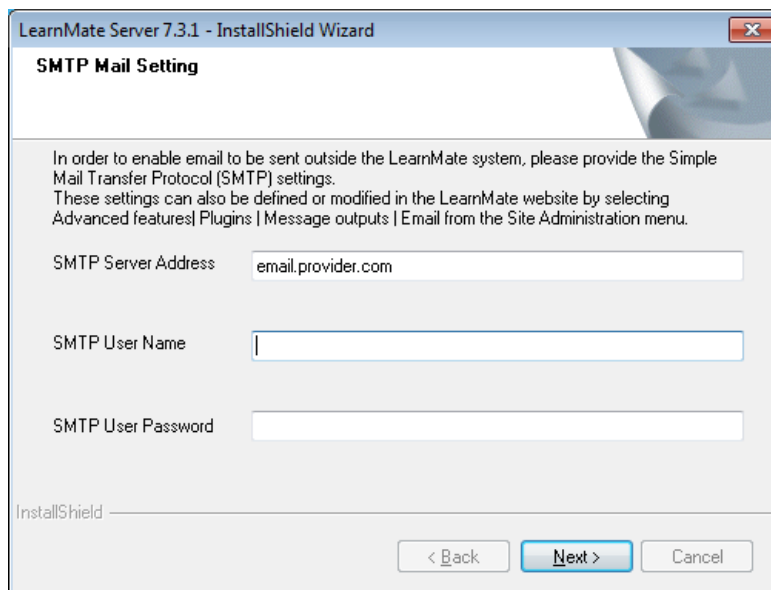 LearnMate Server 7.3.1 - InstallShield Wizard
SMTP Mail Setting
In order to enable email to be sent outside the LearnMate system, please provide the Simple
Mail Transfer Protocol (SMTP) settings.
These settings can also be defined or modified in the LearnMate website by selecting
Advanced features| Plugins | Message outputs | Email from the Site Administration menu.
SMTP Server Address
email.provider.com
SMTP User Name
SMTP User Password
InstallShield
< Back
Next >
Cancel